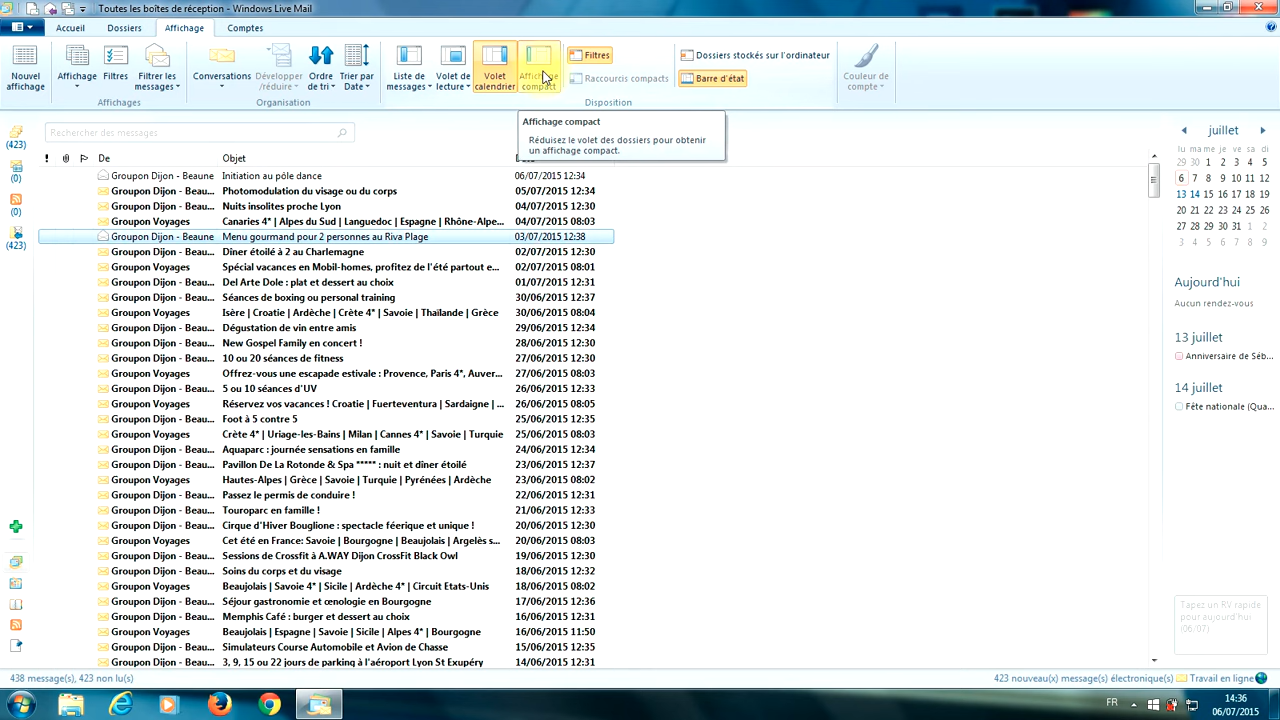 Toutes les boîtes de réception - Windows Live Mail
Accueil Dossiers Affichage Comptes
Nouvel affichage
Affichage
Filtres
Filtrer les messages
Affichages
Conversations
Développer /réduire
Ordre de tri
Trier par Date
Organisation
Liste de messages
Volet de lecture
Volet calendrier
Affichage compact
Filtres
Raccourcis compacts
Dossiers stockés sur l'ordinateur
Barre d'état
Disposition
Couleur de compte
Affichage compact
Réduisez le volet des dossiers pour obtenir
un affichage compact.
(423)
(0)
(0)
(423)
Rechercher des messages
! De Objet
Groupon Dijon - Beaune Initiation au pôle dance 06/07/2015 12:34
Groupon Dijon - Beau... Photomodulation du visage ou du corps 05/07/2015 12:34
Groupon Dijon - Beau... Nuits insolites proche Lyon 04/07/2015 12:30
Groupon Voyages Canaries 4* | Alpes du Sud | Languedoc | Espagne | Rhône-Alpe... 04/07/2015 08:03
Groupon Dijon - Beaune Menu gourmand pour 2 personnes au Riva Plage 03/07/2015 12:38
Groupon Dijon - Beau... Dîner étoilé à 2 au Charlemagne 02/07/2015 12:30
Groupon Voyages Spécial vacances en Mobil-homes, profitez de l'été partout e... 02/07/2015 08:01
Groupon Dijon - Beau... Del Arte Dole : plat et dessert au choix 01/07/2015 12:31
Groupon Dijon - Beau... Séances de boxing ou personal training 30/06/2015 12:37
Groupon Voyages Isère | Croatie | Ardèche | Crète 4* | Savoie | Thaïlande | Grèce 30/06/2015 08:04
Groupon Dijon - Beau... Dégustation de vin entre amis 29/06/2015 12:34
Groupon Dijon - Beau... New Gospel Family en concert ! 28/06/2015 12:30
Groupon Dijon - Beau... 10 ou 20 séances de fitness 27/06/2015 12:30
Groupon Voyages Offrez-vous une escapade estivale : Provence, Paris 4*, Auver... 27/06/2015 08:03
Groupon Dijon - Beau... 5 ou 10 séances d'UV 26/06/2015 12:33
Groupon Voyages Réservez vos vacances ! Croatie | Fuerteventura | Sardaigne | ... 26/06/2015 08:05
Groupon Dijon - Beau... Foot à 5 contre 5 25/06/2015 12:35
Groupon Voyages Crète 4* | Uriage-les-Bains | Milan | Cannes 4* | Savoie | Turquie 25/06/2015 08:03
Groupon Dijon - Beau... Aquaparc : journée sensations en famille 24/06/2015 12:34
Groupon Dijon - Beau... Pavillon De La Rotonde & Spa ***** : nuit et dîner étoilé 23/06/2015 12:37
Groupon Voyages Hautes-Alpes | Grèce | Savoie | Turquie | Pyrénées | Ardèche 23/06/2015 08:02
Groupon Dijon - Beau... Passez le permis de conduire ! 22/06/2015 12:31
Groupon Dijon - Beau... Touroparc en famille ! 21/06/2015 12:33
Groupon Dijon - Beau... Cirque d'Hiver Bouglione : spectacle féerique et unique ! 20/06/2015 12:30
Groupon Voyages Cet été en France: Savoie | Bourgogne | Beaujolais | Argelès s... 20/06/2015 08:03
Groupon Dijon - Beau... Sessions de Crossfit à A.WAY Dijon CrossFit Black Owl 19/06/2015 12:30
Groupon Dijon - Beau... Soins du corps et du visage 18/06/2015 12:32
Groupon Voyages Beaujolais | Savoie 4* | Sicile | Ardèche 4* | Circuit Etats-Unis 18/06/2015 08:02
Groupon Dijon - Beau... Séjour gastronomie et œnologie en Bourgogne 17/06/2015 12:36
Groupon Dijon - Beau... Memphis Café : burger et dessert au choix 16/06/2015 12:31
Groupon Voyages Beaujolais | Espagne | Savoie | Sicile | Alpes 4* | Bourgogne 16/06/2015 11:50
Groupon Dijon - Beau... Simulateurs Course Automobile et Avion de Chasse 15/06/2015 12:35
Groupon Dijon - Beau... 3, 9, 15 ou 22 jours de parking à l'aéroport Lyon St Exupéry 14/06/2015 12:31
juillet
lu ma me je ve sa di
29 30 1 2 3 4 5
6 7 8 9 10 11 12
13 14 15 16 17 18 19
20 21 22 23 24 25 26
27 28 29 30 31 1 2
3 4 5 6 7 8 9
Aujourd'hui
Aucun rendez-vous
13 juillet
Anniversaire de Séb...
14 juillet
Fête nationale (Qua...
Tapez un RV rapide
pour aujourd'hui
(06/07)
438 message(s), 423 non lu(s) 423 nouveau(x) message(s) électronique(s) Travail en ligne
FR 14:36
06/07/2015